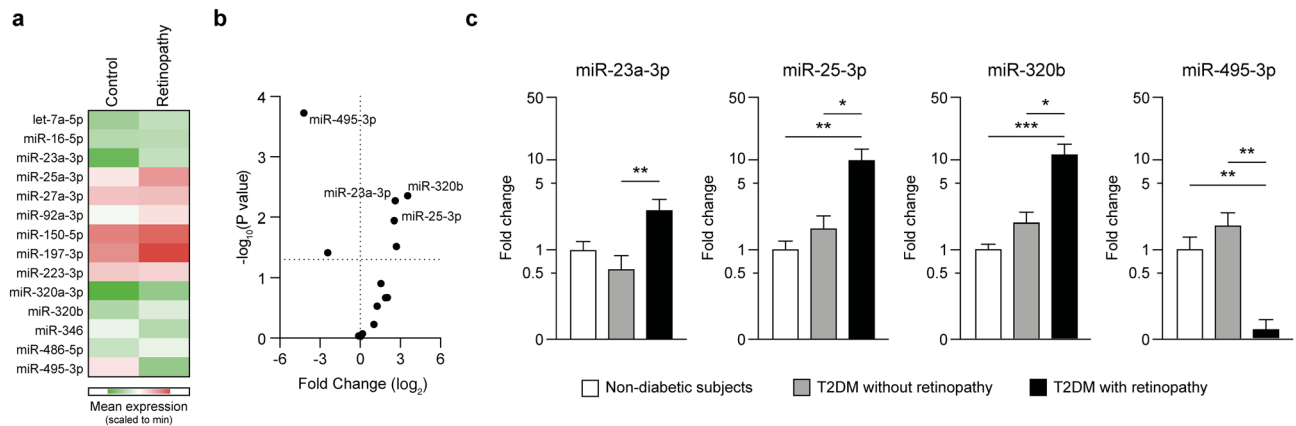 a
Control
Retinopathy
let-7a-5p
miR-16-5p
miR-23a-3p
miR-25a-3p
miR-27a-3p
miR-92a-3p
miR-150-5p
miR-197-3p
miR-223-3p
miR-320a-3p
miR-320b
miR-346
miR-486-5p
miR-495-3p
Mean expression
(scaled to min)
b
-log10(P value)
4
3
2
1
0
-6 -3 0 3 6
Fold Change (log2)
miR-495-3p
miR-23a-3p
miR-320b
miR-25-3p
c
miR-23a-3p
Fold change
50
10
5
1
0.5
0
**
miR-25-3p
Fold change
50
10
5
1
0.5
0
*
**
miR-320b
Fold change
50
10
5
1
0.5
0
*
***
miR-495-3p
Fold change
50
10
5
1
0.5
0
**
**
Non-diabetic subjects T2DM without retinopathy T2DM with retinopathy